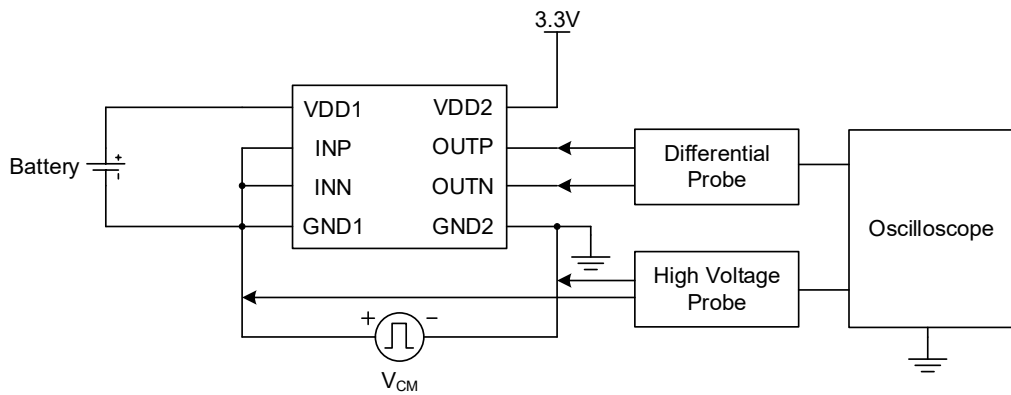 3.3V
VDD1
VDD2
INP
OUTP
INN
OUTN
GND1
GND2
Battery
+
-
Differential
Probe
Oscilloscope
High Voltage
Probe
+
−
VCM